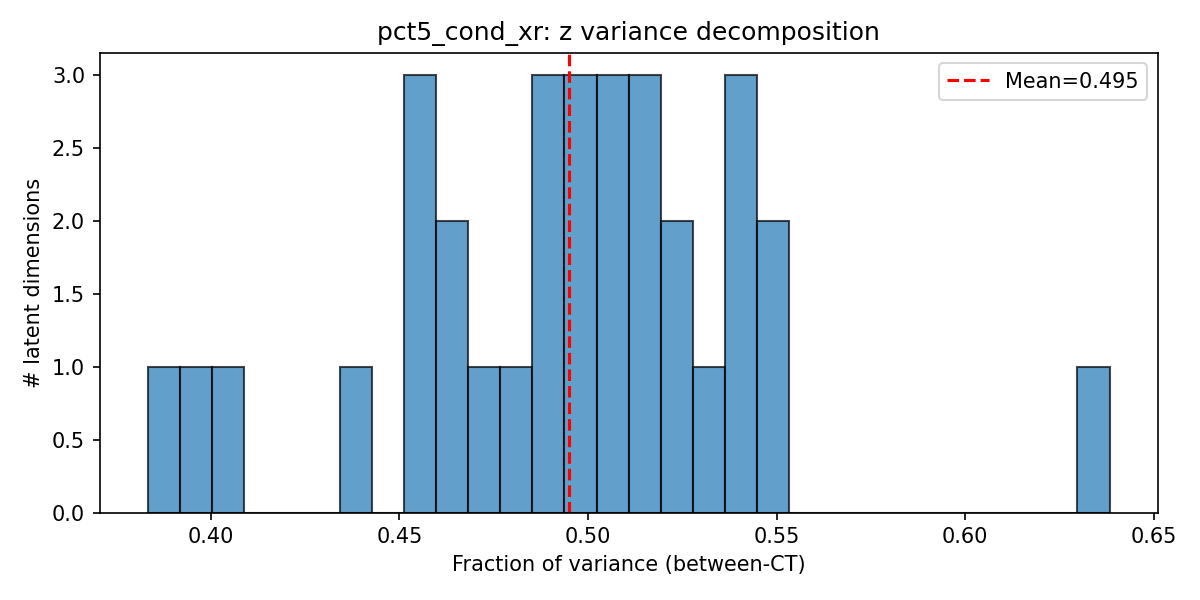 pct5_cond_xr: z variance decomposition
Mean=0.495
# latent dimensions
3.0
2.5
2.0
1.5
1.0
0.5
0.0
0.40 0.45 0.50 0.55 0.60 0.65
Fraction of variance (between-CT)